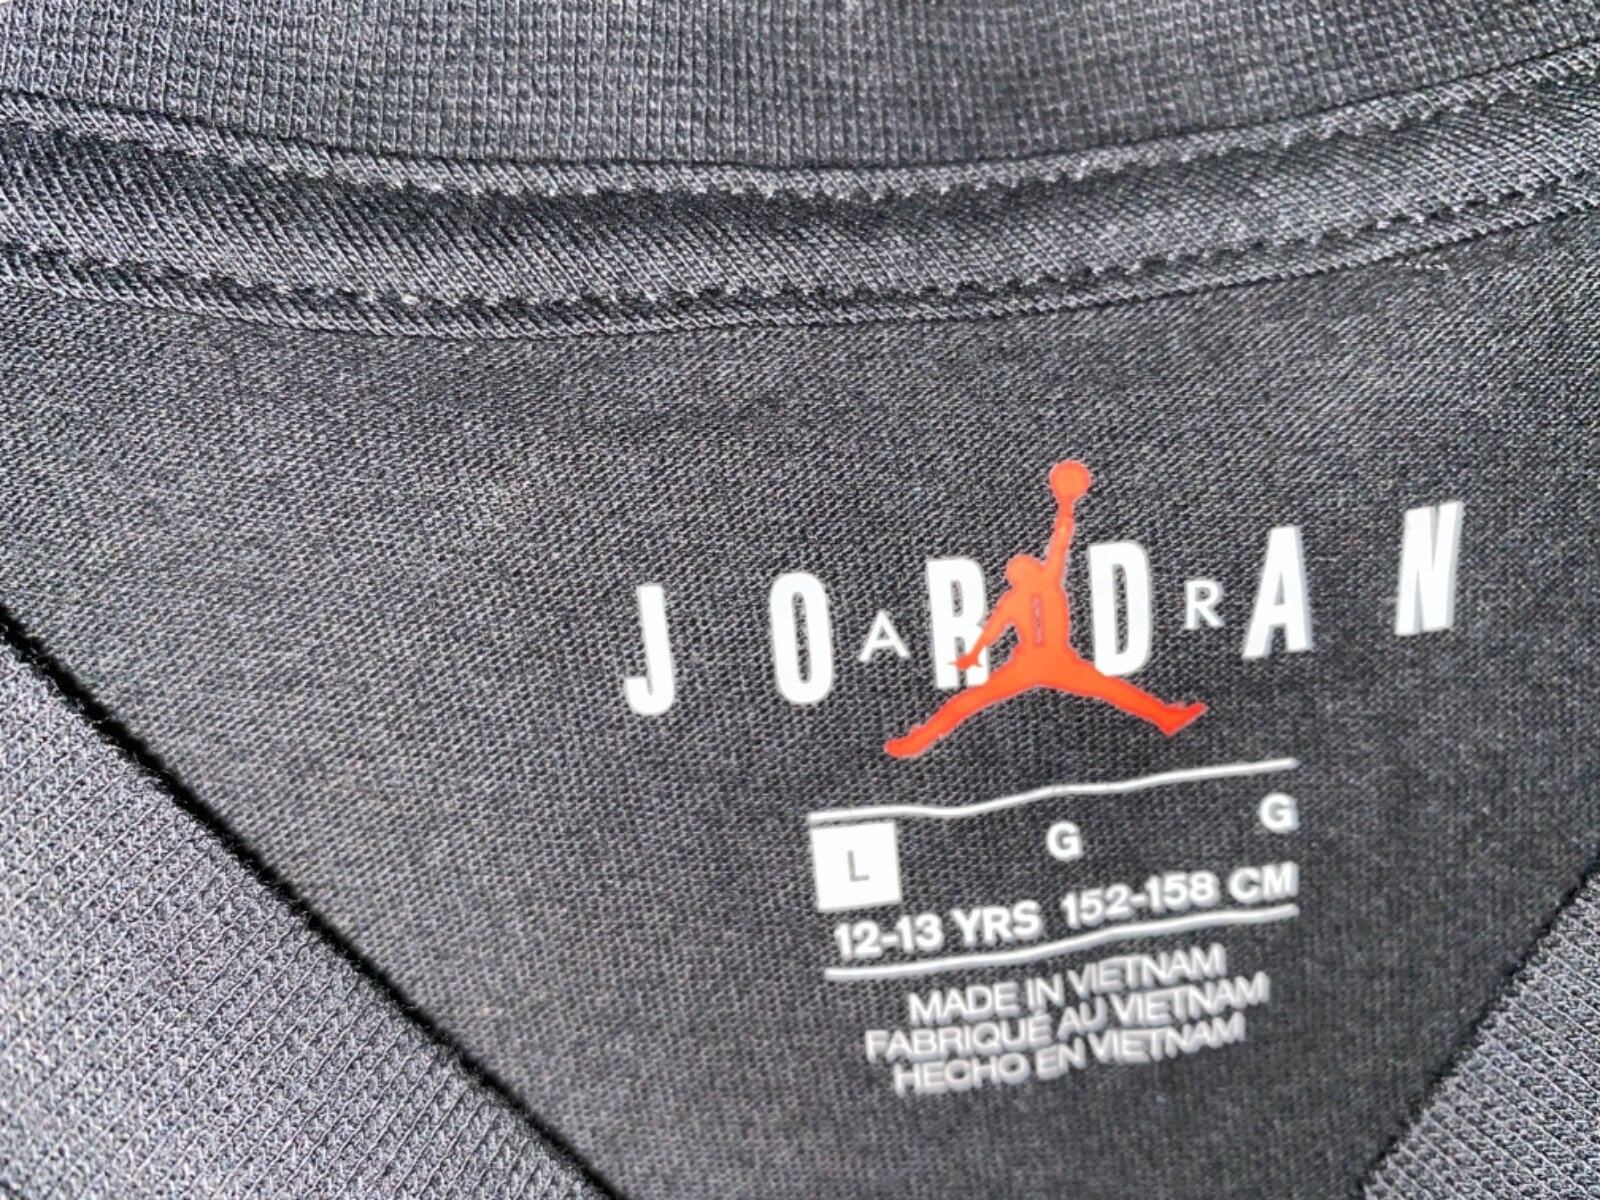 JORDAN
AIR
L G G
12-13 YRS 152-158 CM
MADE IN VIETNAM
FABRIQUÉ AU VIETNAM
HECHO EN VIETNAM